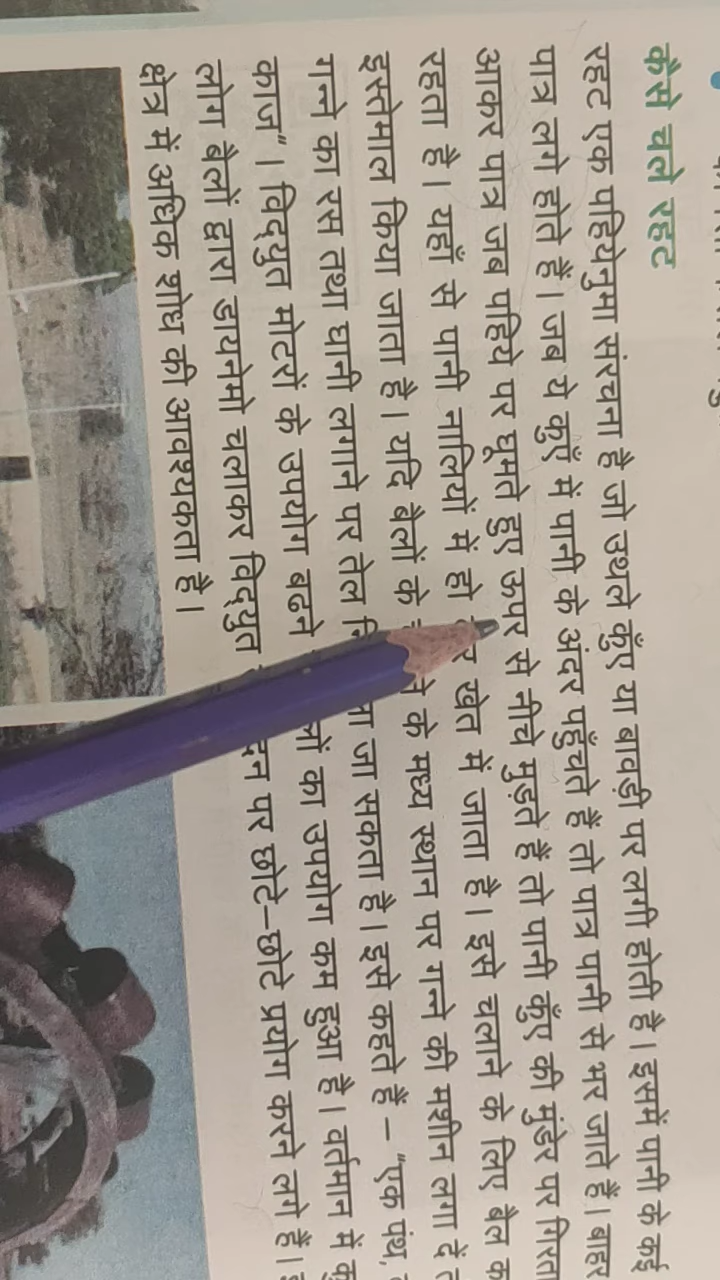 कैसे चले रहट
रहट एक पहियेनुमा संरचना है जो उथले कुँए या बावड़ी पर लगी होती है। इसमें पानी के कई
पात्र लगे होते हैं। जब ये कुएँ में पानी के अंदर पहुँचते हैं तो पात्र पानी से भर जाते हैं। बाहर
आकर पात्र जब पहिये पर घूमते हुए ऊपर से नीचे मुड़ते हैं तो पानी कुँए की मुंडेर पर गिरता
रहता है। यहाँ से पानी नालियों में हो खेत में जाता है। इसे चलाने के लिए बैल
इस्तेमाल किया जाता है। यदि बैलों के के मध्य स्थान पर गन्ने की मशीन लगा दें
गन्ने का रस तथा घानी लगाने पर तेल जा सकता है। इसे कहते हैं – "एक पंथ,
काज"। विद्युत मोटरों के उपयोग बढने का उपयोग कम हुआ है। वर्तमान में
लोग बैलों द्वारा डायनेमो चलाकर विद्युत पर छोटे–छोटे प्रयोग करने लगे हैं।
क्षेत्र में अधिक शोध की आवश्यकता है।